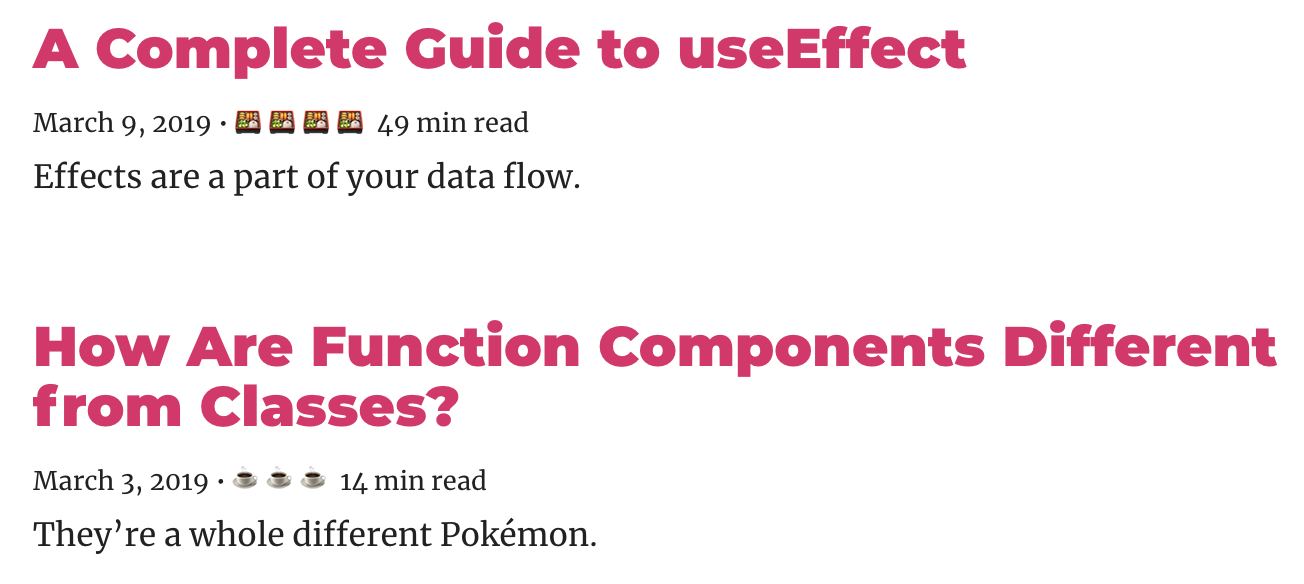 A Complete Guide to useEffect
March 9, 2019 • 🍱🍱🍱🍱 49 min read
Effects are a part of your data flow.
How Are Function Components Different
from Classes?
March 3, 2019 • ☕️☕️☕️ 14 min read
They’re a whole different Pokémon.